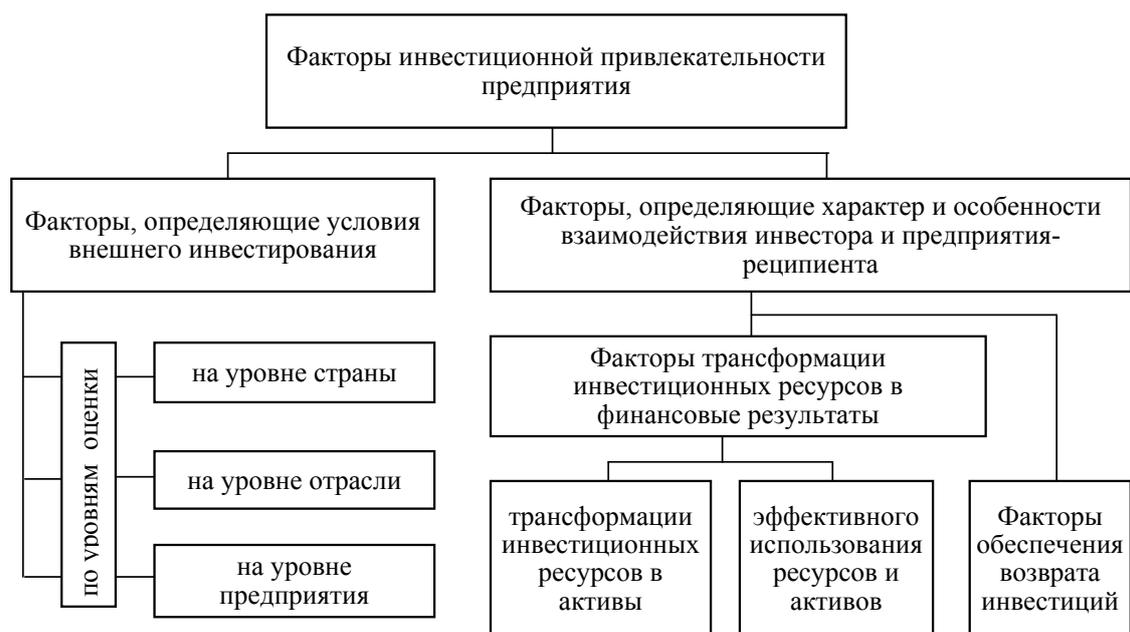 Факторы инвестиционной привлекательности
предприятия
Факторы, определяющие условия
внешнего инвестирования
Факторы, определяющие характер и особенности
взаимодействия инвестора и предприятия-
реципиента
по уровням оценки
на уровне страны
на уровне отрасли
на уровне
предприятия
Факторы трансформации
инвестиционных ресурсов в
финансовые результаты
трансформации
инвестиционных
ресурсов в
активы
эффективного
использования
ресурсов и
активов
Факторы
обеспечения
возврата
инвестиций